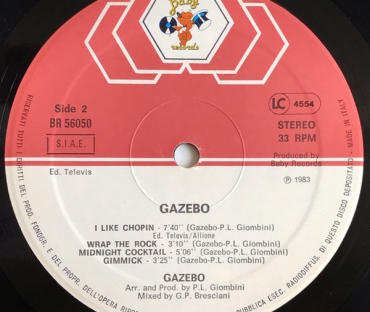 Baby
records
Side 2
BR 56050
S.I.A.E.
Ed. Televis
LC 4554
STEREO
33 RPM
Produced by
Baby Records
℗ 1983
GAZEBO
I LIKE CHOPIN - 7'40'' (Gazebo-P.L. Giombini)
Ed. Televis/Allione
WRAP THE ROCK - 3'10'' (Gazebo-P.L. Giombini)
MIDNIGHT COCKTAIL - 5'06'' (Gazebo-P.L. Giombini)
GIMMICK - 3'25'' (Gazebo-P.L. Giombini)
GAZEBO
Arr. and Prod. by P.L. Giombini
Mixed by G.P. Bresciani
RISERVATI TUTTI I DIRITTI DEL PROD. FONOGR. E DEL PROPR. DELL'OPERA RIPROD
PUBBLICA ESEC. RADIODIFFUS. DI QUESTO DISCO DEPOSITATO - MADE IN ITALY